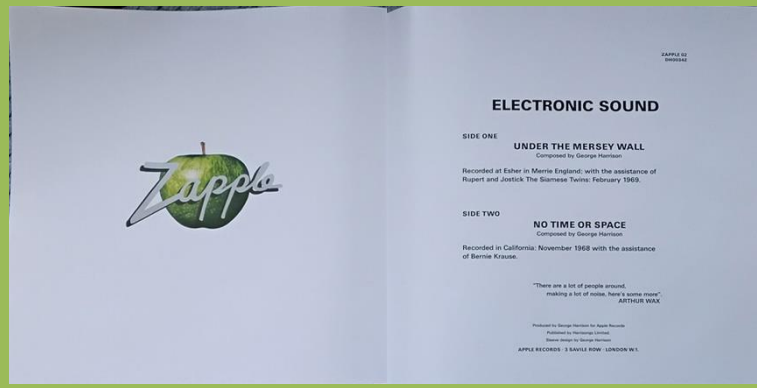 Zapple
ZAPPLE 02
ELECTRONIC SOUND
SIDE ONE
UNDER THE MERSEY WALL
Composed by George Harrison
Recorded at Esher in Merrie England; with the assistance of
Rupert and Jostick The Siamese Twins: February 1969.
SIDE TWO
NO TIME OR SPACE
Composed by George Harrison
Recorded in California: November 1968 with the assistance
of Bernie Krause.
"There are a lot of people around,
making a lot of noise, here's some more".
ARTHUR WAX
Produced by George Harrison for Apple Records
Published by Harrisongs Limited.
Sleeve design by George Harrison
APPLE RECORDS · 3 SAVILE ROW · LONDON W.1.